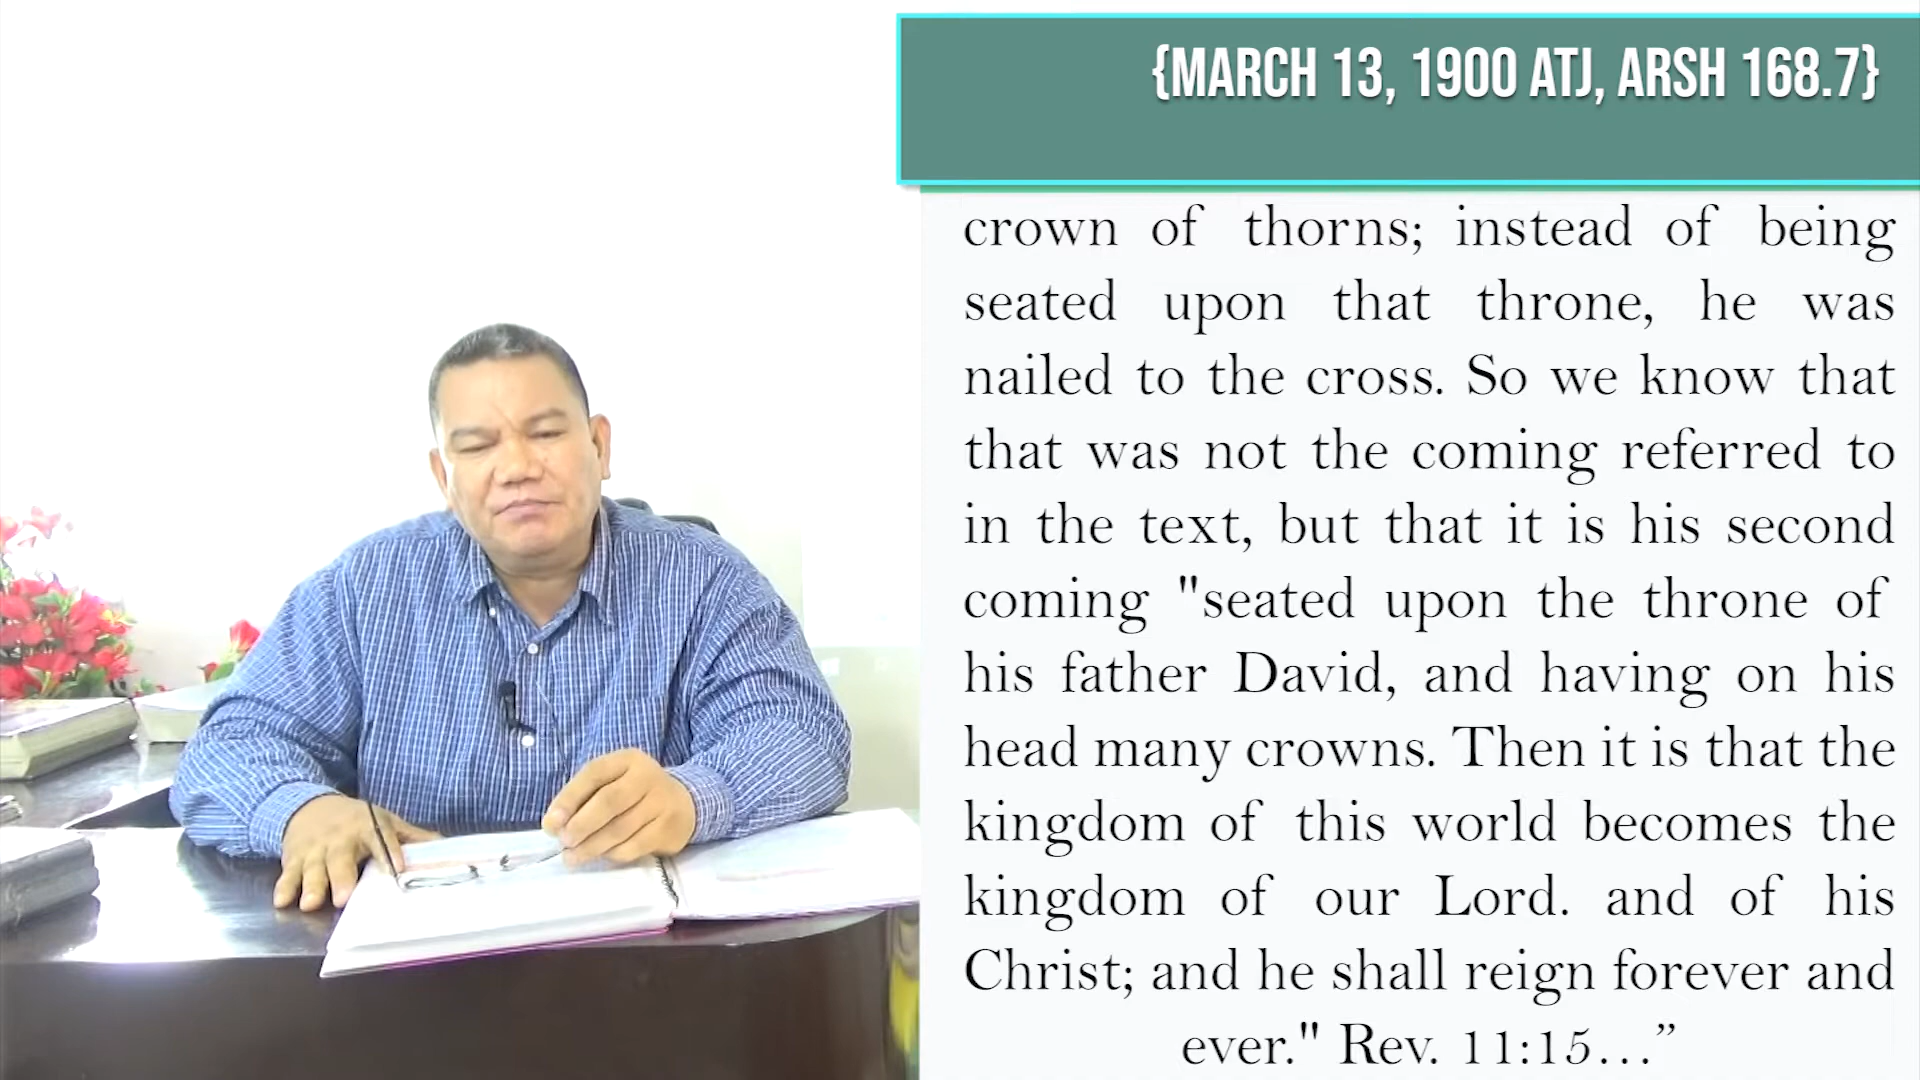 {MARCH 13, 1900 ATJ, ARSH 168.7}
crown of thorns; instead of being
seated upon that throne, he was
nailed to the cross. So we know that
that was not the coming referred to
in the text, but that it is his second
coming "seated upon the throne of
his father David, and having on his
head many crowns. Then it is that the
kingdom of this world becomes the
kingdom of our Lord. and of his
Christ; and he shall reign forever and
ever." Rev. 11:15…”